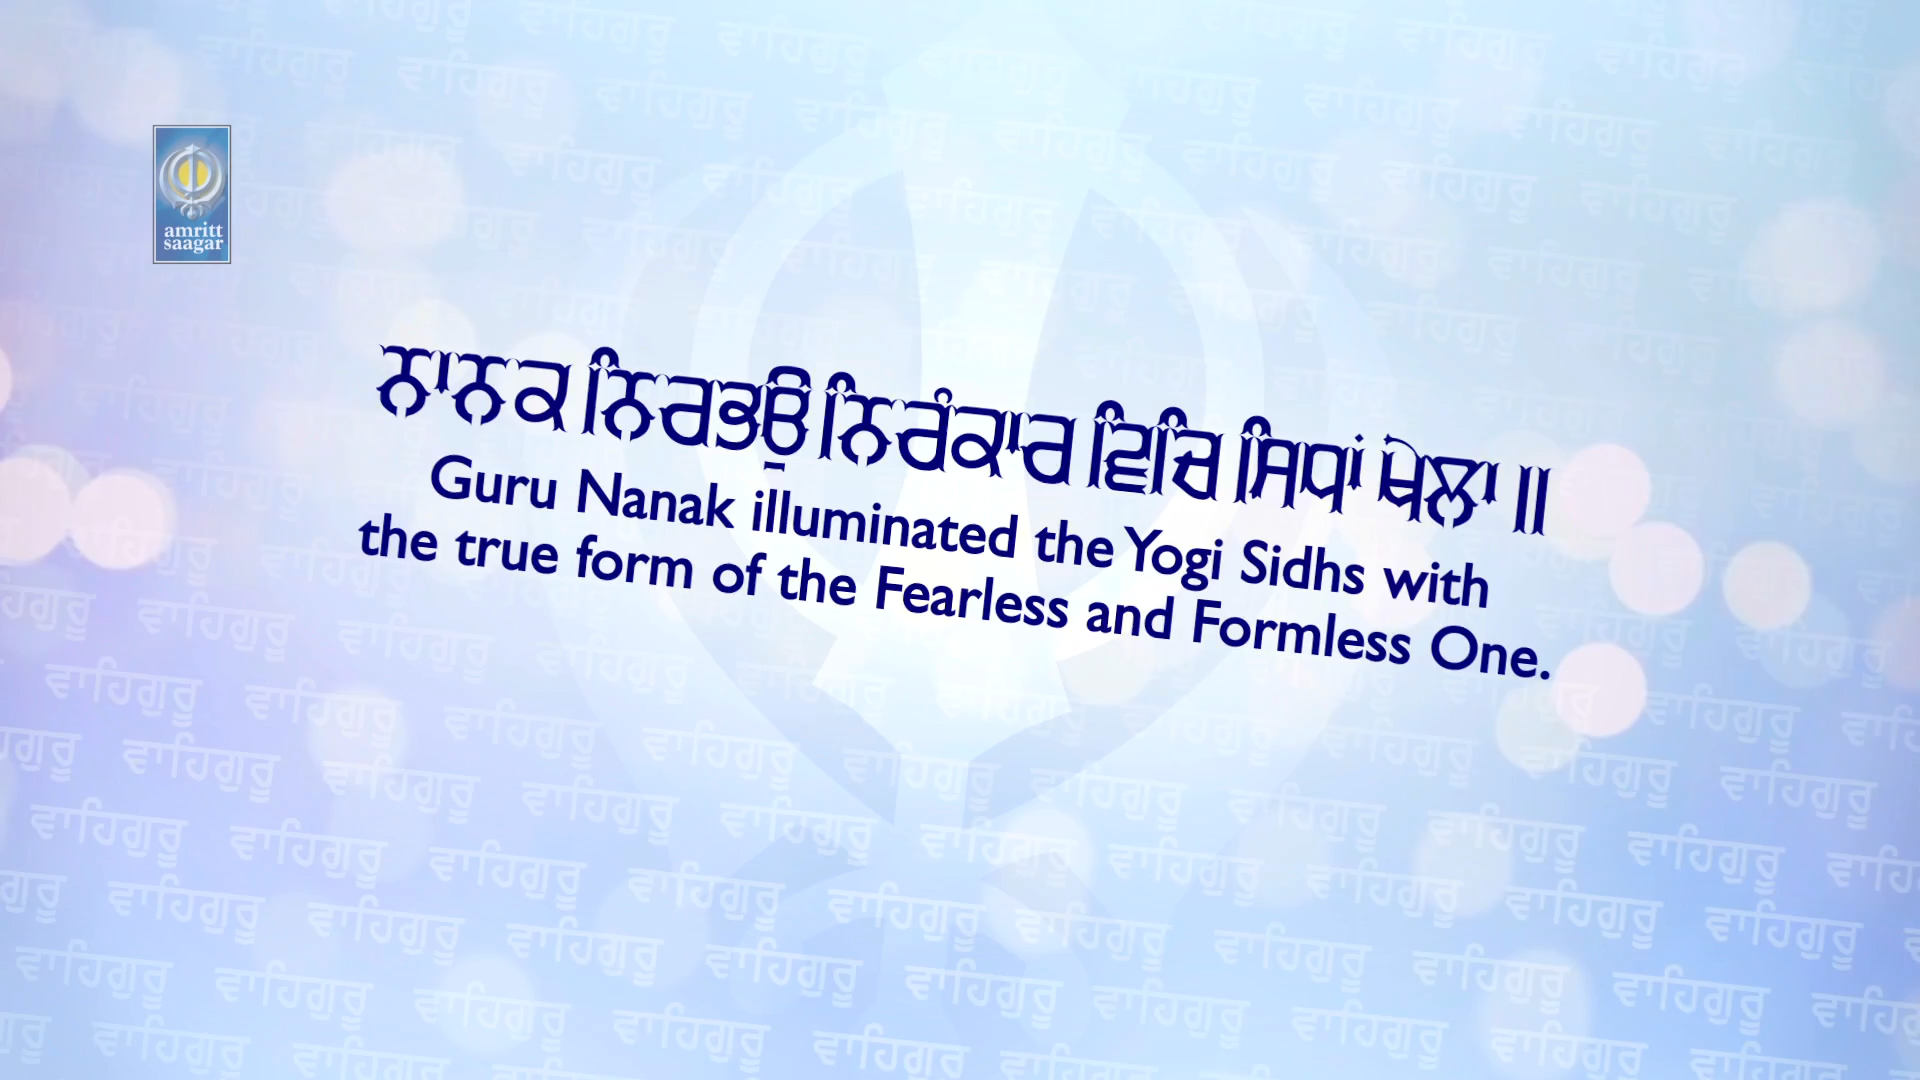 amritt
saagar
ਨਾਨਕ ਨਿਰਭਉ ਨਿਰੰਕਾਰ ਵਿਚਿ ਸਿਧਾਂ ਖੇਲਾ ॥
Guru Nanak illuminated the Yogi Sidhs with
the true form of the Fearless and Formless One.
ਵਾਹਿਗੁਰੂ